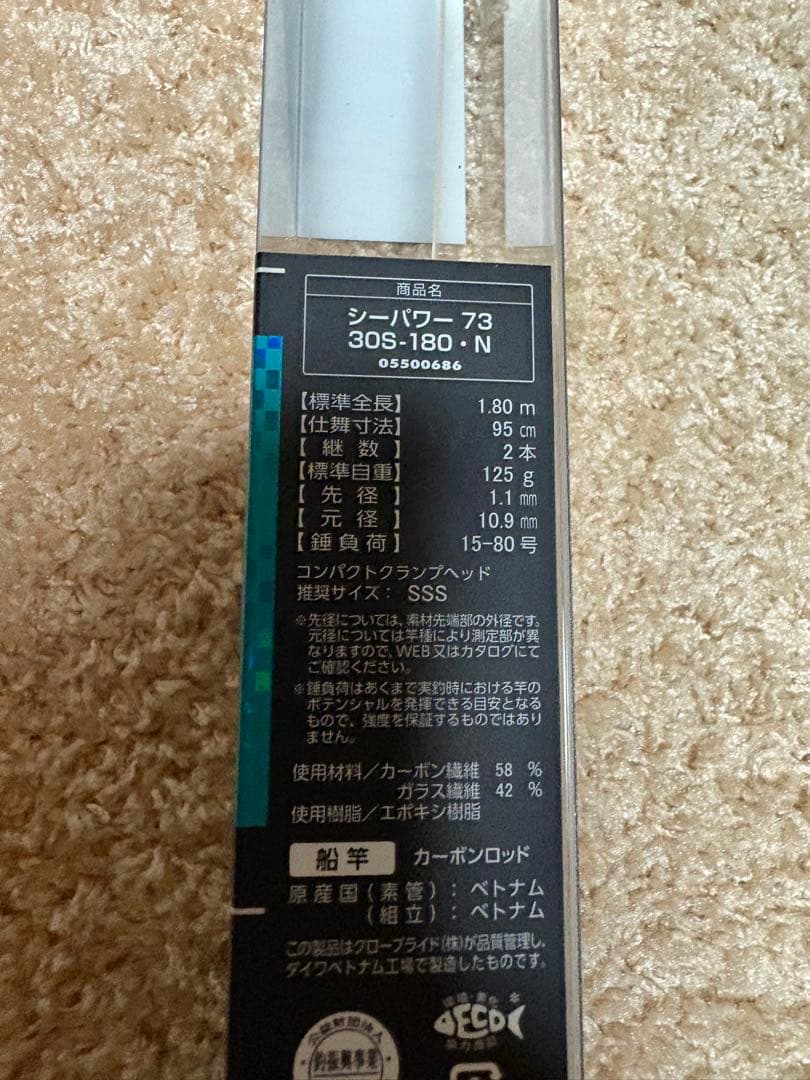 商品名
シーパワー 73
30S-180・N
05500686
【標準全長】 1.80 m
【仕舞寸法】 95 ㎝
【 継 数 】 2 本
【標準自重】 125 g
【 先 径 】 1.1 ㎜
【 元 径 】 10.9 ㎜
【錘負荷】 15-80 号
コンパクトクランプヘッド
推奨サイズ： SSS
※先径については、素材先端部の外径です。
元径については竿種により測定部が異
なりますので、WEB又はカタログにて
ご確認ください。
※錘負荷はあくまで実釣時における竿の
ポテンシャルを発揮できる目安となる
もので、強度を保証するものではあり
ません。
使用材料／カーボン繊維 58 %
ガラス繊維 42 %
使用樹脂／エポキシ樹脂
船 竿 カーボンロッド
原産国(素管)：ベトナム
(組立)：ベトナム
この製品はグローブライド(株)が品質管理し、
ダイワベトナム工場で製造したものです。
ECO
釣振興事業